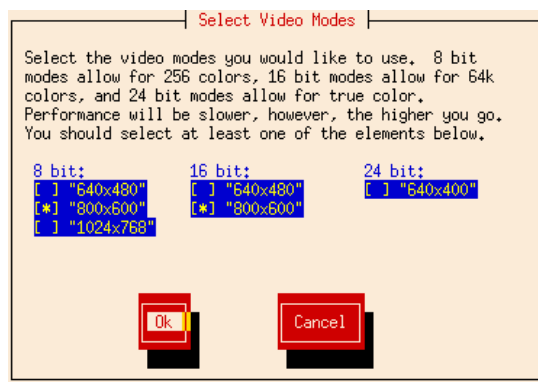 Select Video Modes
Select the video modes you would like to use.  8 bit
modes allow for 256 colors, 16 bit modes allow for 64k
colors, and 24 bit modes allow for true color.
Performance will be slower, however, the higher you go.
You should select at least one of the elements below.
8 bit: 16 bit: 24 bit:
[ ] "640x480" [ ] "640x480" [ ] "640x400"
[*] "800x600" [*] "800x600"
[ ] "1024x768"
Ok Cancel